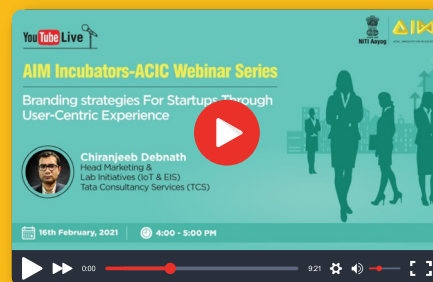 YouTube Live
NITI Aayog
AIM
AIM Incubators-ACIC Webinar Series
Branding strategies For Startups Through
User-Centric Experience
Chiranjeeb Debnath
Head Marketing &
Lab Initiatives (IoT & EIS)
Tata Consultancy Services (TCS)
16th February, 2021
4:00 - 5:00 PM
0:00
9:21